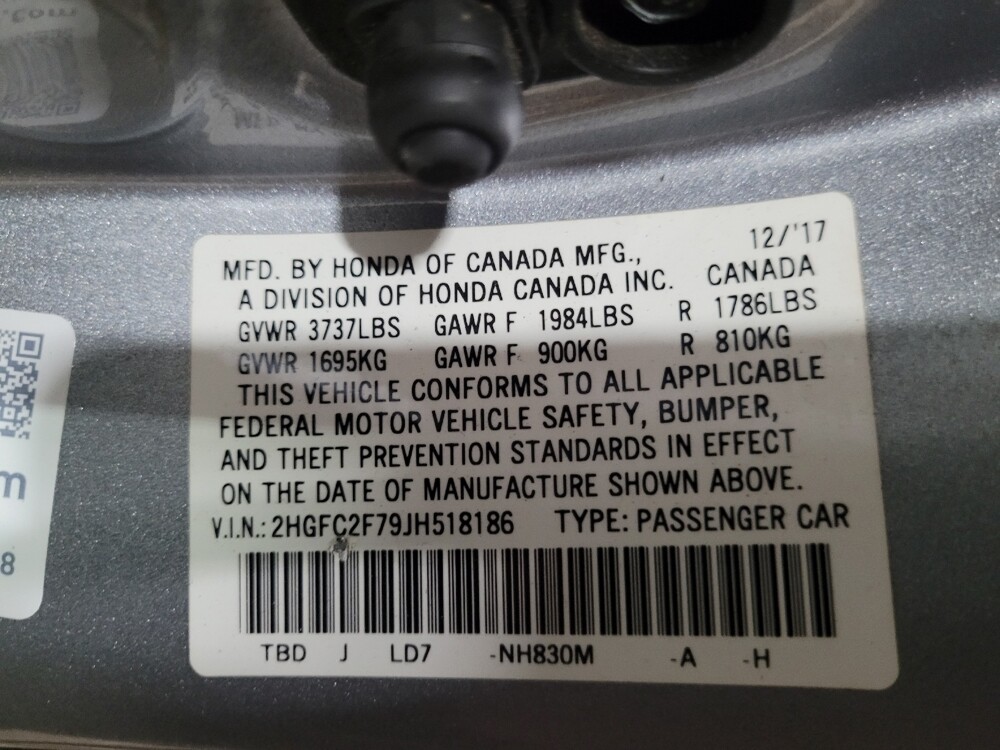 .com
12/'17
MFD. BY HONDA OF CANADA MFG.,
A DIVISION OF HONDA CANADA INC. CANADA
GVWR 3737LBS GAWR F 1984LBS R 1786LBS
GVWR 1695KG GAWR F 900KG R 810KG
THIS VEHICLE CONFORMS TO ALL APPLICABLE
FEDERAL MOTOR VEHICLE SAFETY, BUMPER,
AND THEFT PREVENTION STANDARDS IN EFFECT
ON THE DATE OF MANUFACTURE SHOWN ABOVE.
V.I.N.: 2HGFC2F79JH518186 TYPE: PASSENGER CAR
TBD J LD7 -NH830M -A -H
m
8